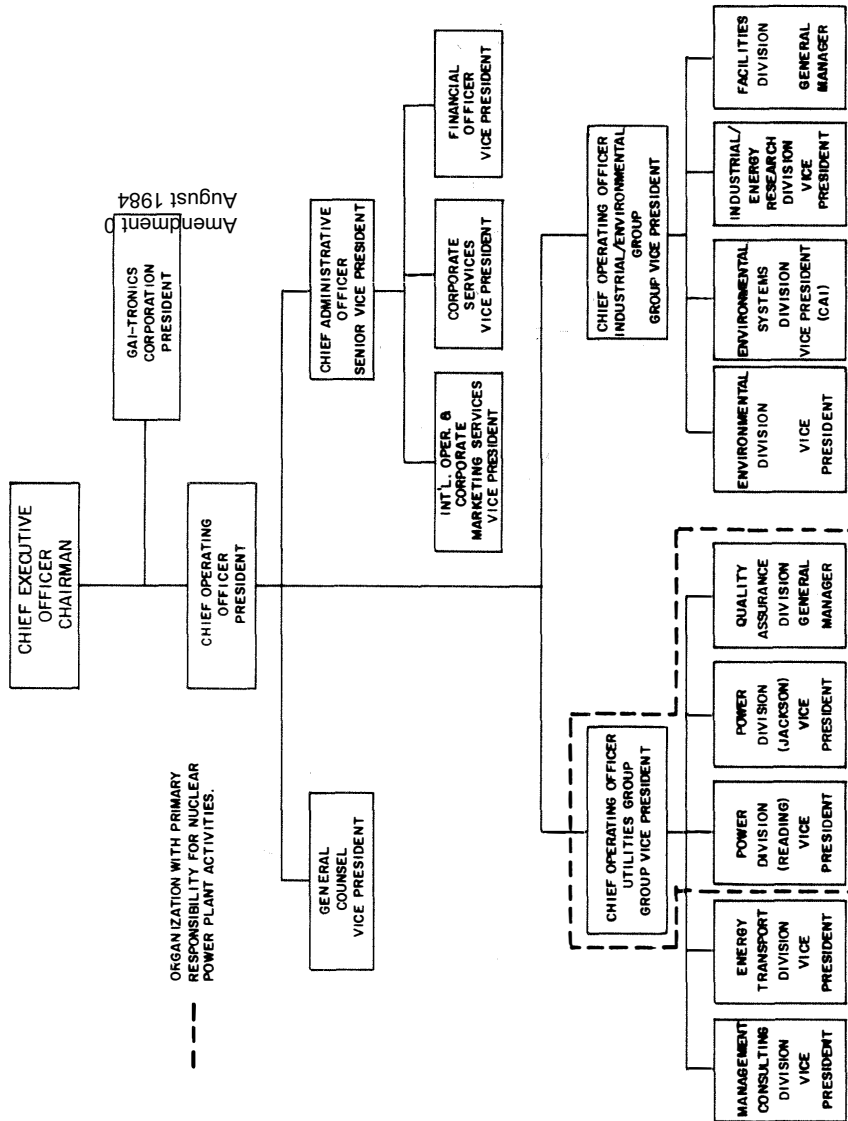 CHIEF EXECUTIVE
OFFICER
CHAIRMAN
GAI-TRONICS
CORPORATION
PRESIDENT
Amendment 0
August 1984
CHIEF OPERATING
OFFICER
PRESIDENT
ORGANIZATION WITH PRIMARY
RESPONSIBILITY FOR NUCLEAR
POWER PLANT ACTIVITIES.
GENERAL
COUNSEL
VICE PRESIDENT
CHIEF ADMINISTRATIVE
OFFICER
SENIOR VICE PRESIDENT
INT'L. OPER. &
CORPORATE
MARKETING SERVICES
VICE PRESIDENT
CORPORATE
SERVICES
VICE PRESIDENT
FINANCIAL
OFFICER
VICE PRESIDENT
CHIEF OPERATING OFFICER
UTILITIES GROUP
GROUP VICE PRESIDENT
CHIEF OPERATING OFFICER
INDUSTRIAL/ENVIRONMENTAL
GROUP
GROUP VICE PRESIDENT
MANAGEMENT
CONSULTING
DIVISION
VICE
PRESIDENT
ENERGY
TRANSPORT
DIVISION
VICE
PRESIDENT
POWER
DIVISION
(READING)
VICE
PRESIDENT
POWER
DIVISION
(JACKSON)
VICE
PRESIDENT
QUALITY
ASSURANCE
DIVISION
GENERAL
MANAGER
ENVIRONMENTAL
DIVISION
VICE
PRESIDENT
ENVIRONMENTAL
SYSTEMS
DIVISION
VICE PRESIDENT
(CAI)
INDUSTRIAL/
ENERGY
RESEARCH
DIVISION
VICE
PRESIDENT
FACILITIES
DIVISION
GENERAL
MANAGER